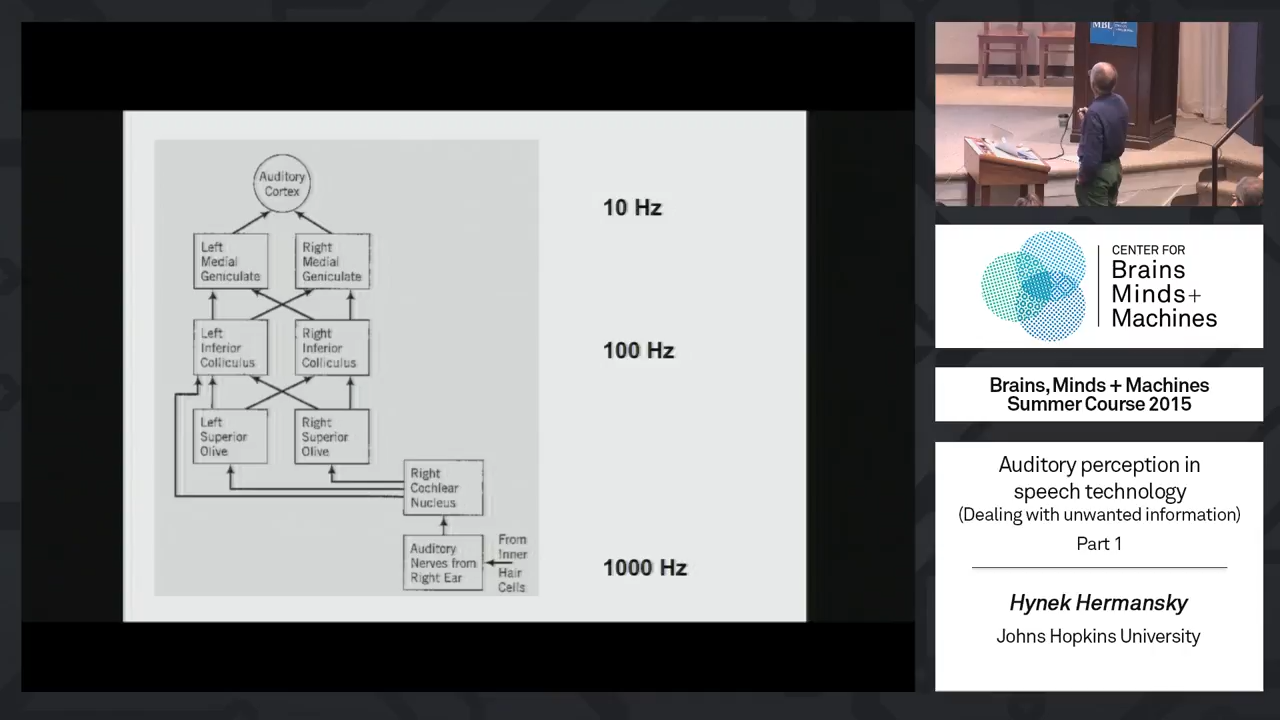 Auditory
Cortex
10 Hz
Left
Medial
Geniculate
Right
Medial
Geniculate
Left
Inferior
Colliculus
Right
Inferior
Colliculus
100 Hz
Left
Superior
Olive
Right
Superior
Olive
Right
Cochlear
Nucleus
Auditory
Nerves from
Right Ear
From
Inner
Hair
Cells
1000 Hz
MBL
CENTER FOR
Brains
Minds+
Machines
Brains, Minds + Machines
Summer Course 2015
Auditory perception in
speech technology
(Dealing with unwanted information)
Part 1
Hynek Hermansky
Johns Hopkins University